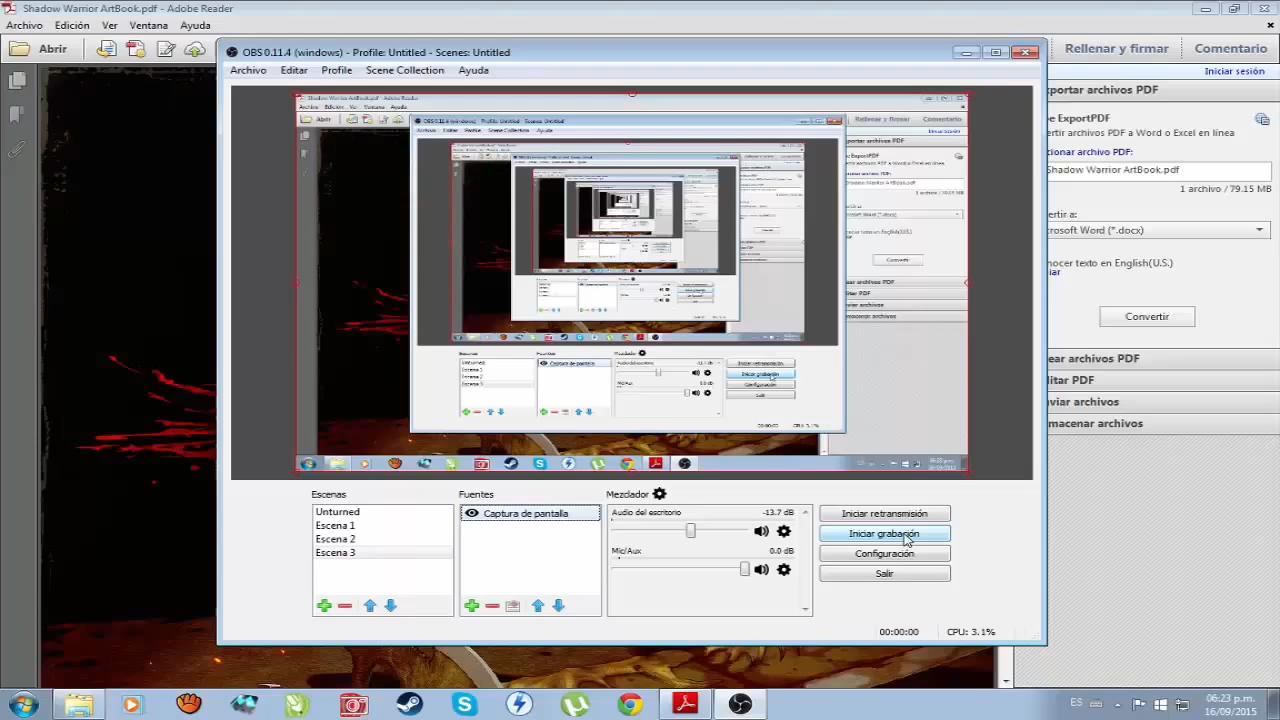 Shadow Warrior ArtBook.pdf - Adobe Reader
Archivo Edición Ver Ventana Ayuda
Abrir
Rellenar y firmar Comentario
Iniciar sesión
OBS 0.11.4 (windows) - Profile: Untitled - Scenes: Untitled
Archivo Editar Profile Scene Collection Ayuda
xportar archivos PDF
e ExportPDF
ertir archivos PDF a Word o Excel en línea
cionar archivo PDF:
Shadow Warrior ArtBook.pdf
1 archivo / 79.15 MB
ertir a:
rosoft Word (*.docx)
nocer texto en English(U.S.)
Convertir
ear archivos PDF
litar PDF
viar archivos
macenar archivos
Escenas Fuentes Mezclador
Unturned
Escena 1
Escena 2
Escena 3
Captura de pantalla
Audio del escritorio -13.7 dB
Mic/Aux 0.0 dB
Iniciar retransmisión
Iniciar grabación
Configuración
Salir
00:00:00 CPU: 3.1%
ES
06:23 p.m.
16/09/2015